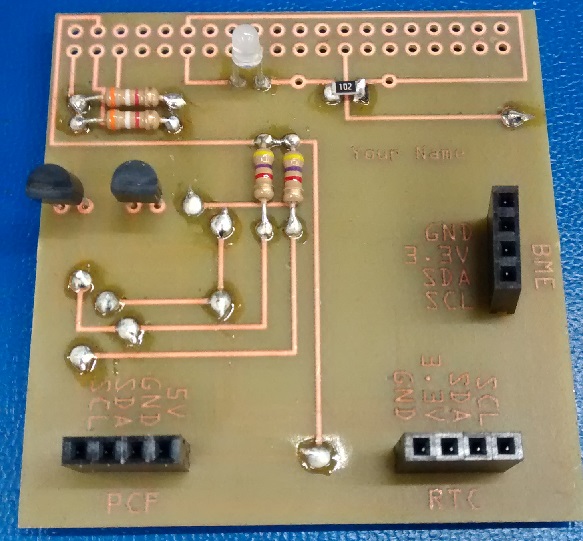 102
Your Name
GND
3.3V
SDA
SCL
BME
SCL
SDA
GND
5V
PCF
GND
3.3V
SDA
SCL
RTC